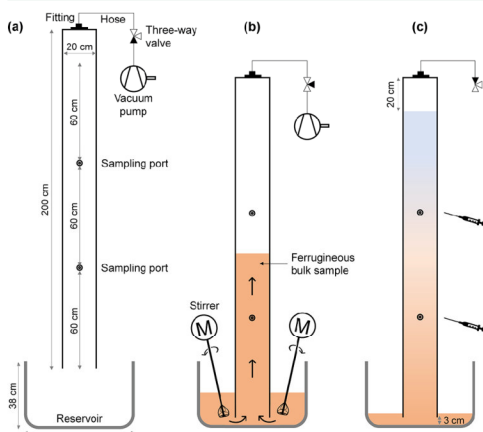 (a)
Fitting
Hose
Three-way
valve
20 cm
Vacuum
pump
60 cm
Sampling port
200 cm
60 cm
Sampling port
60 cm
38 cm
Reservoir
(b)
Ferrugineous
bulk sample
Stirrer
M
M
(c)
20 cm
3 cm